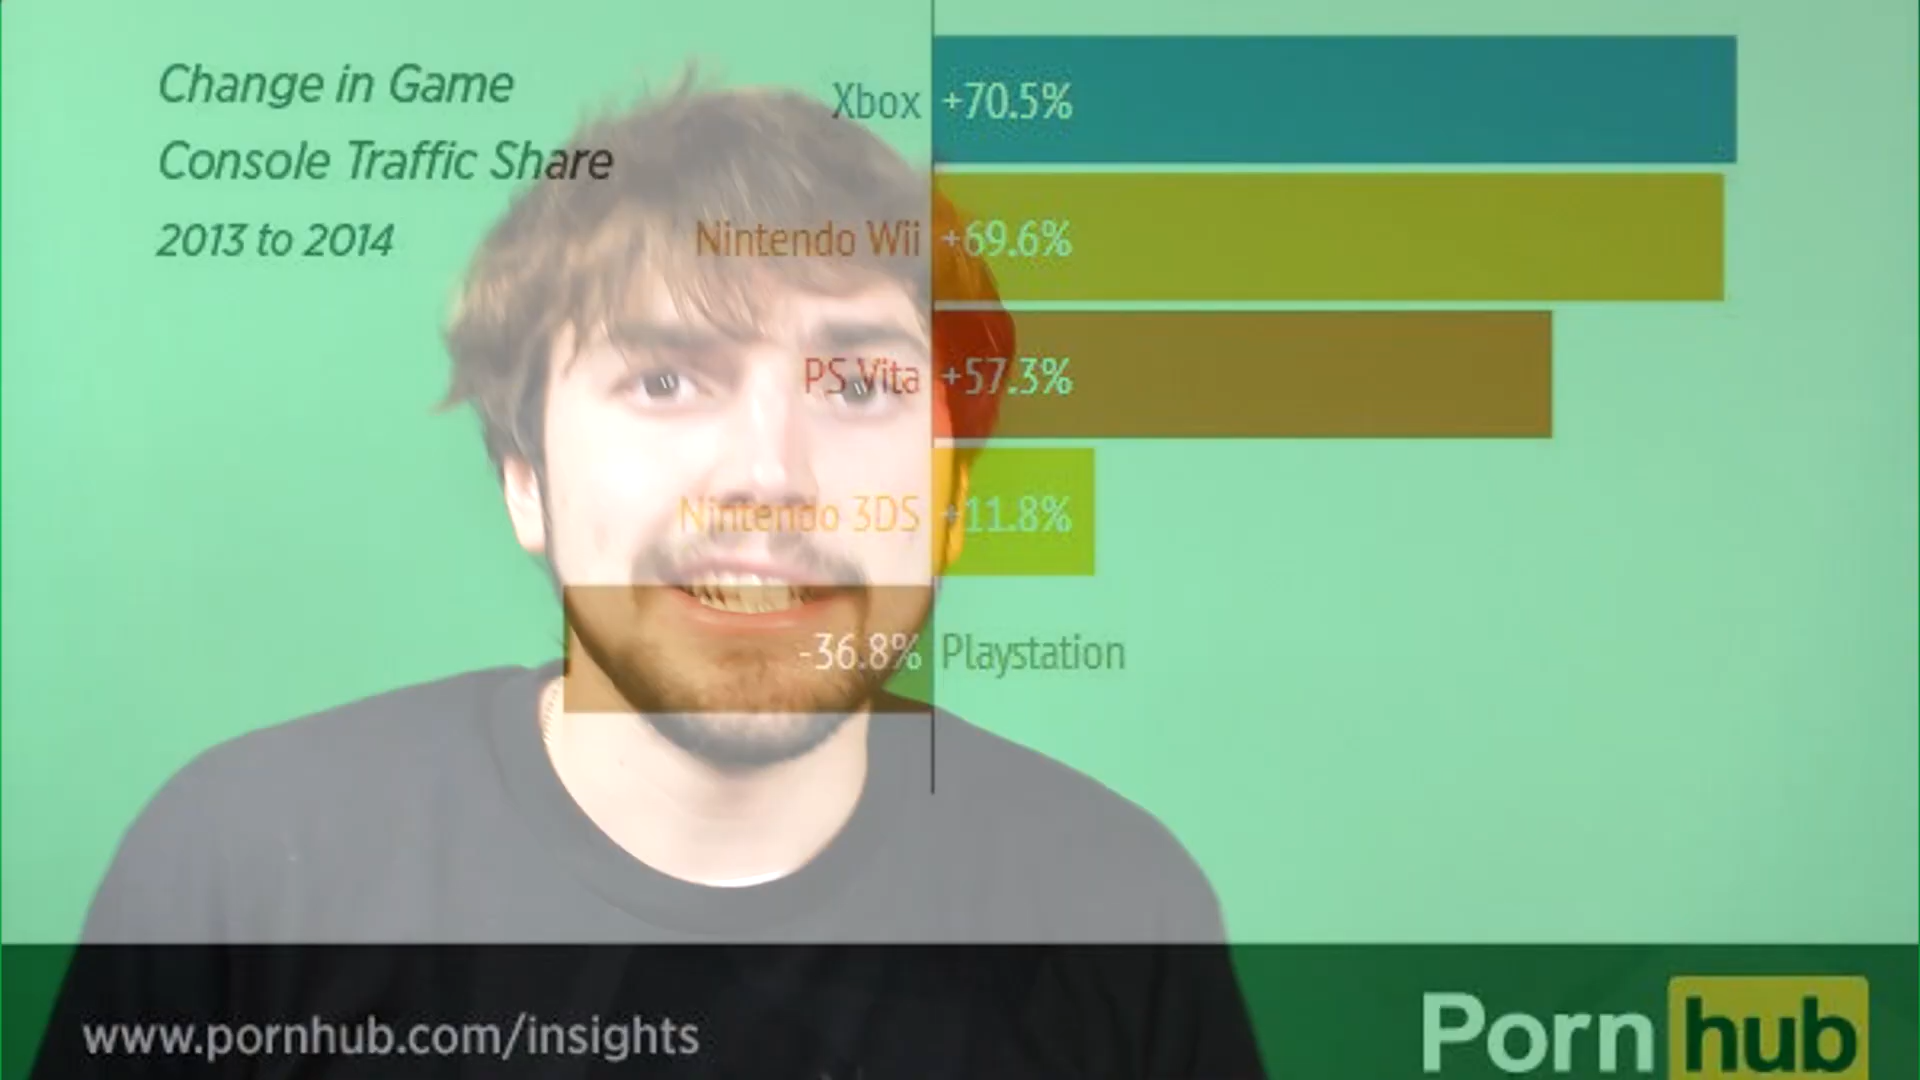 Change in Game
Console Traffic Share
2013 to 2014
Xbox +70.5%
Nintendo Wii +69.6%
PS Vita +57.3%
Nintendo 3DS +11.8%
-36.8% Playstation
www.pornhub.com/insights
Porn hub